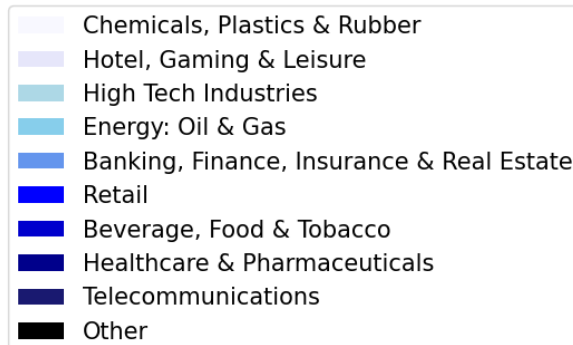 Chemicals, Plastics & Rubber
Hotel, Gaming & Leisure
High Tech Industries
Energy: Oil & Gas
Banking, Finance, Insurance & Real Estate
Retail
Beverage, Food & Tobacco
Healthcare & Pharmaceuticals
Telecommunications
Other